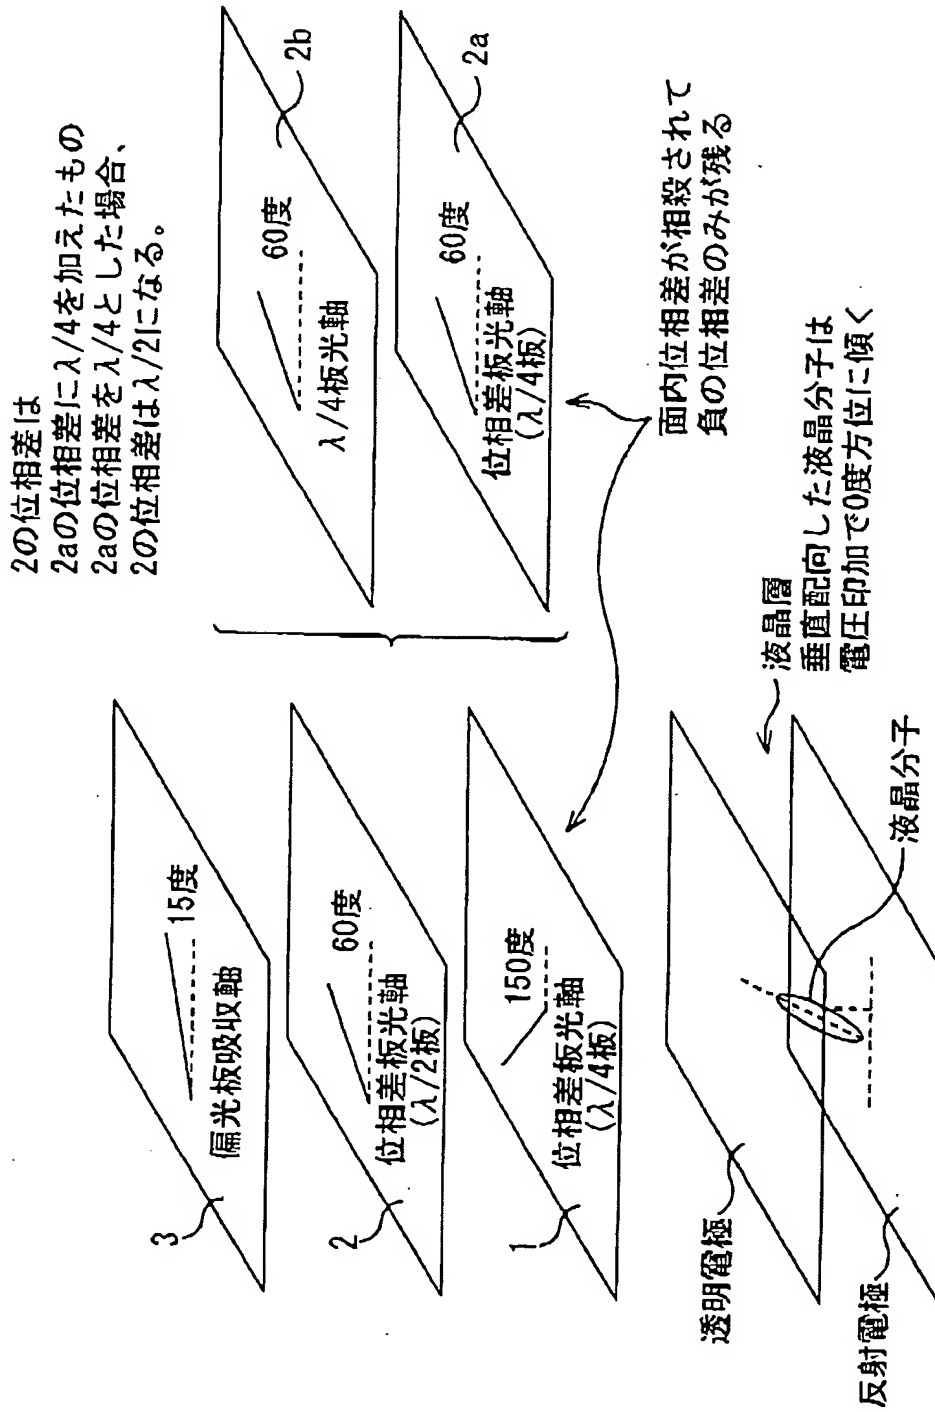 2の位相差は
2aの位相差にλ/4を加えたもの
2aの位相差をλ/4とした場合、
2の位相差はλ/2になる。
3
15度
偏光板吸収軸
2
60度
位相差板光軸
(λ/2板)
1
150度
位相差板光軸
(λ/4板)
2b
60度
λ/4板光軸
2a
60度
位相差板光軸
(λ/4板)
面内位相差が相殺されて
負の位相差のみが残る
透明電極
反射電極
液晶層
垂直配向した液晶分子は
電圧印加で0度方位に傾く
液晶分子